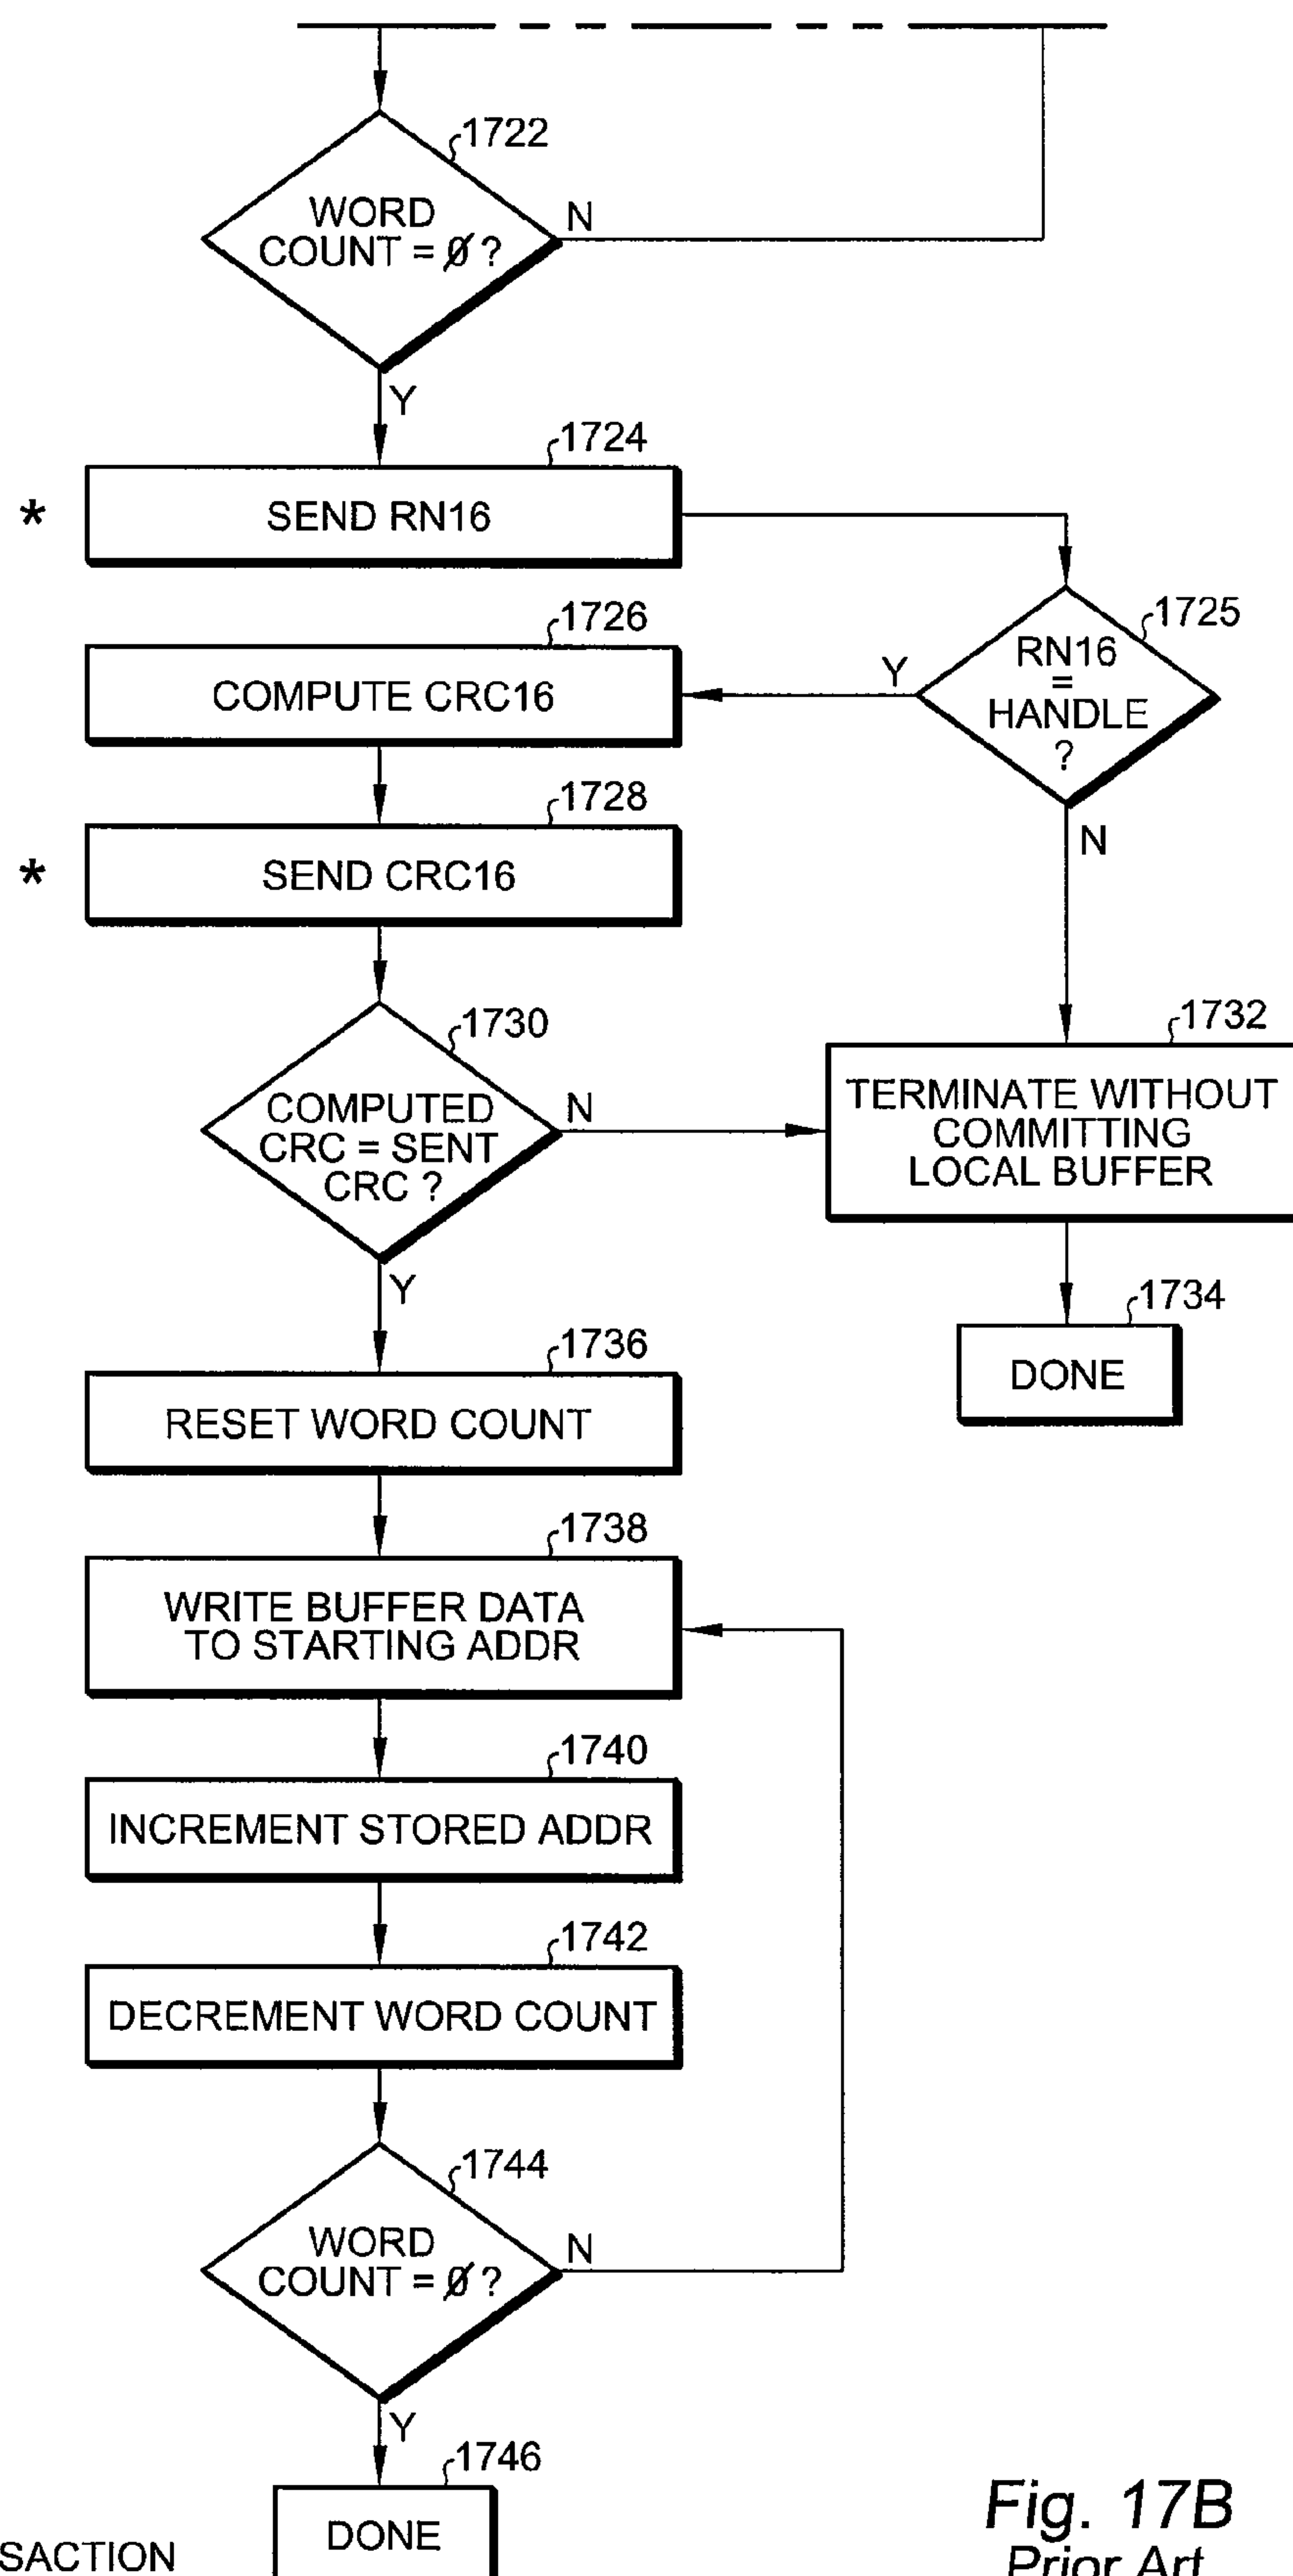 1722
WORD
COUNT = Ø ?
N
Y
1724
* SEND RN16
1725
RN16
=
HANDLE
?
Y
N
1726
COMPUTE CRC16
1728
* SEND CRC16
1730
COMPUTED
CRC = SENT
CRC ?
N
Y
1732
TERMINATE WITHOUT
COMMITTING
LOCAL BUFFER
1734
DONE
1736
RESET WORD COUNT
1738
WRITE BUFFER DATA
TO STARTING ADDR
1740
INCREMENT STORED ADDR
1742
DECREMENT WORD COUNT
1744
WORD
COUNT = Ø ?
N
Y
1746
DONE
SACTION
Fig. 17B
Prior Art